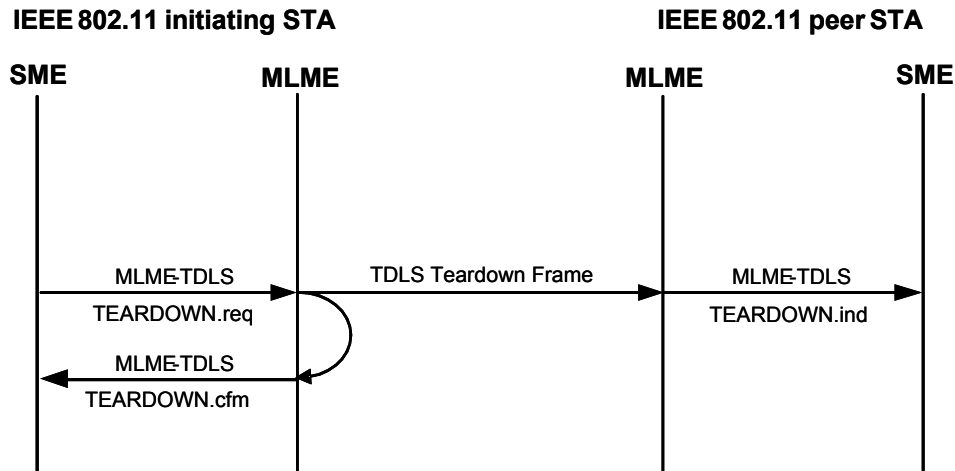 IEEE 802.11 initiating STA
IEEE 802.11 peer STA
SME
MLME
MLME
SME
MLME-TDLS
TEARDOWN.req
TDLS Teardown Frame
MLME-TDLS
TEARDOWN.ind
MLME-TDLS
TEARDOWN.cfm